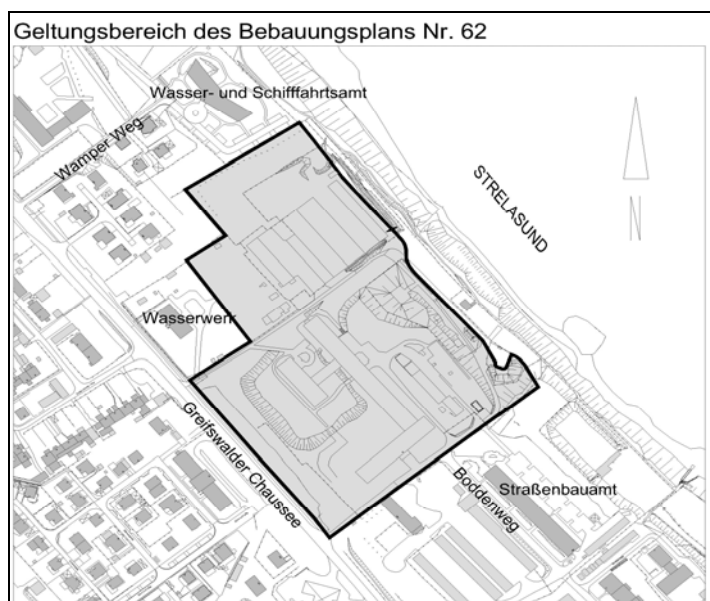 Geltungsbereich des Bebauungsplans Nr. 62
Wasser- und Schifffahrtsamt
Wamper Weg
STRELASUND
N
Wasserwerk
Greifswalder Chaussee
Boddenweg
Straßenbauamt